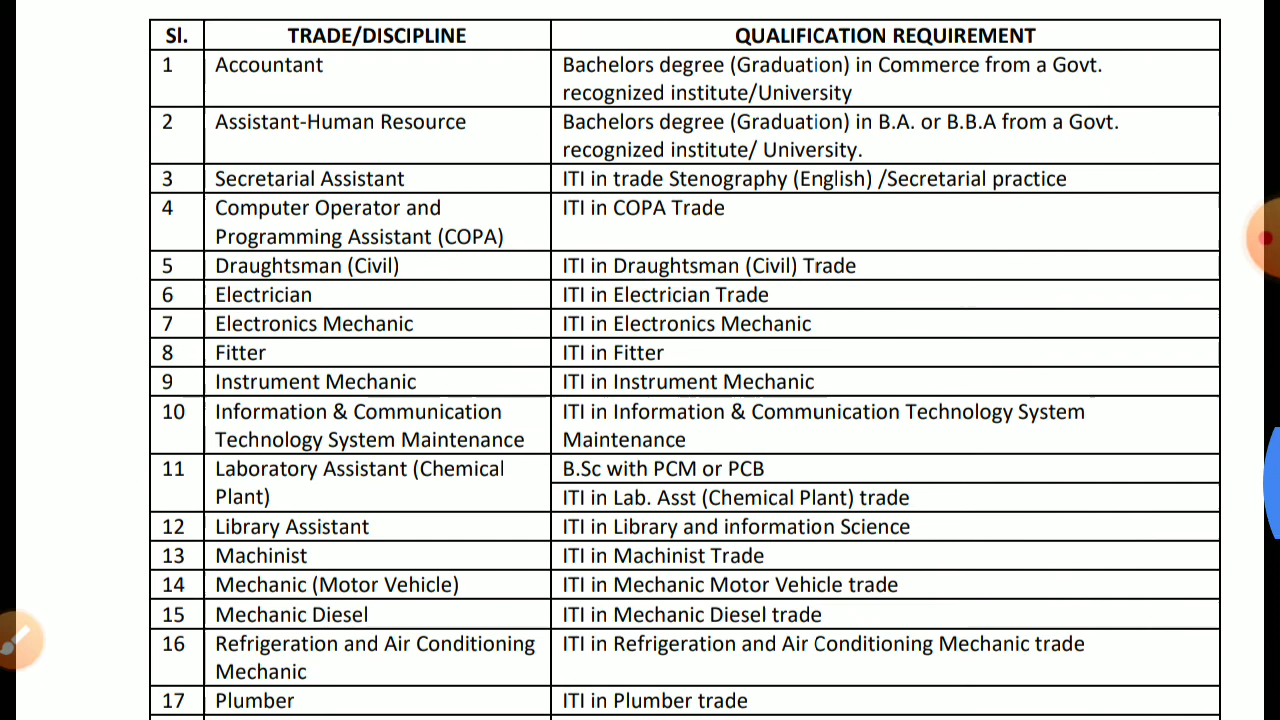 Sl. TRADE/DISCIPLINE QUALIFICATION REQUIREMENT
1 Accountant Bachelors degree (Graduation) in Commerce from a Govt.
recognized institute/University
2 Assistant-Human Resource Bachelors degree (Graduation) in B.A. or B.B.A from a Govt.
recognized institute/ University.
3 Secretarial Assistant ITI in trade Stenography (English) /Secretarial practice
4 Computer Operator and ITI in COPA Trade
Programming Assistant (COPA)
5 Draughtsman (Civil) ITI in Draughtsman (Civil) Trade
6 Electrician ITI in Electrician Trade
7 Electronics Mechanic ITI in Electronics Mechanic
8 Fitter ITI in Fitter
9 Instrument Mechanic ITI in Instrument Mechanic
10 Information & Communication ITI in Information & Communication Technology System
Technology System Maintenance Maintenance
11 Laboratory Assistant (Chemical B.Sc with PCM or PCB
Plant) ITI in Lab. Asst (Chemical Plant) trade
12 Library Assistant ITI in Library and information Science
13 Machinist ITI in Machinist Trade
14 Mechanic (Motor Vehicle) ITI in Mechanic Motor Vehicle trade
15 Mechanic Diesel ITI in Mechanic Diesel trade
16 Refrigeration and Air Conditioning ITI in Refrigeration and Air Conditioning Mechanic trade
Mechanic
17 Plumber ITI in Plumber trade